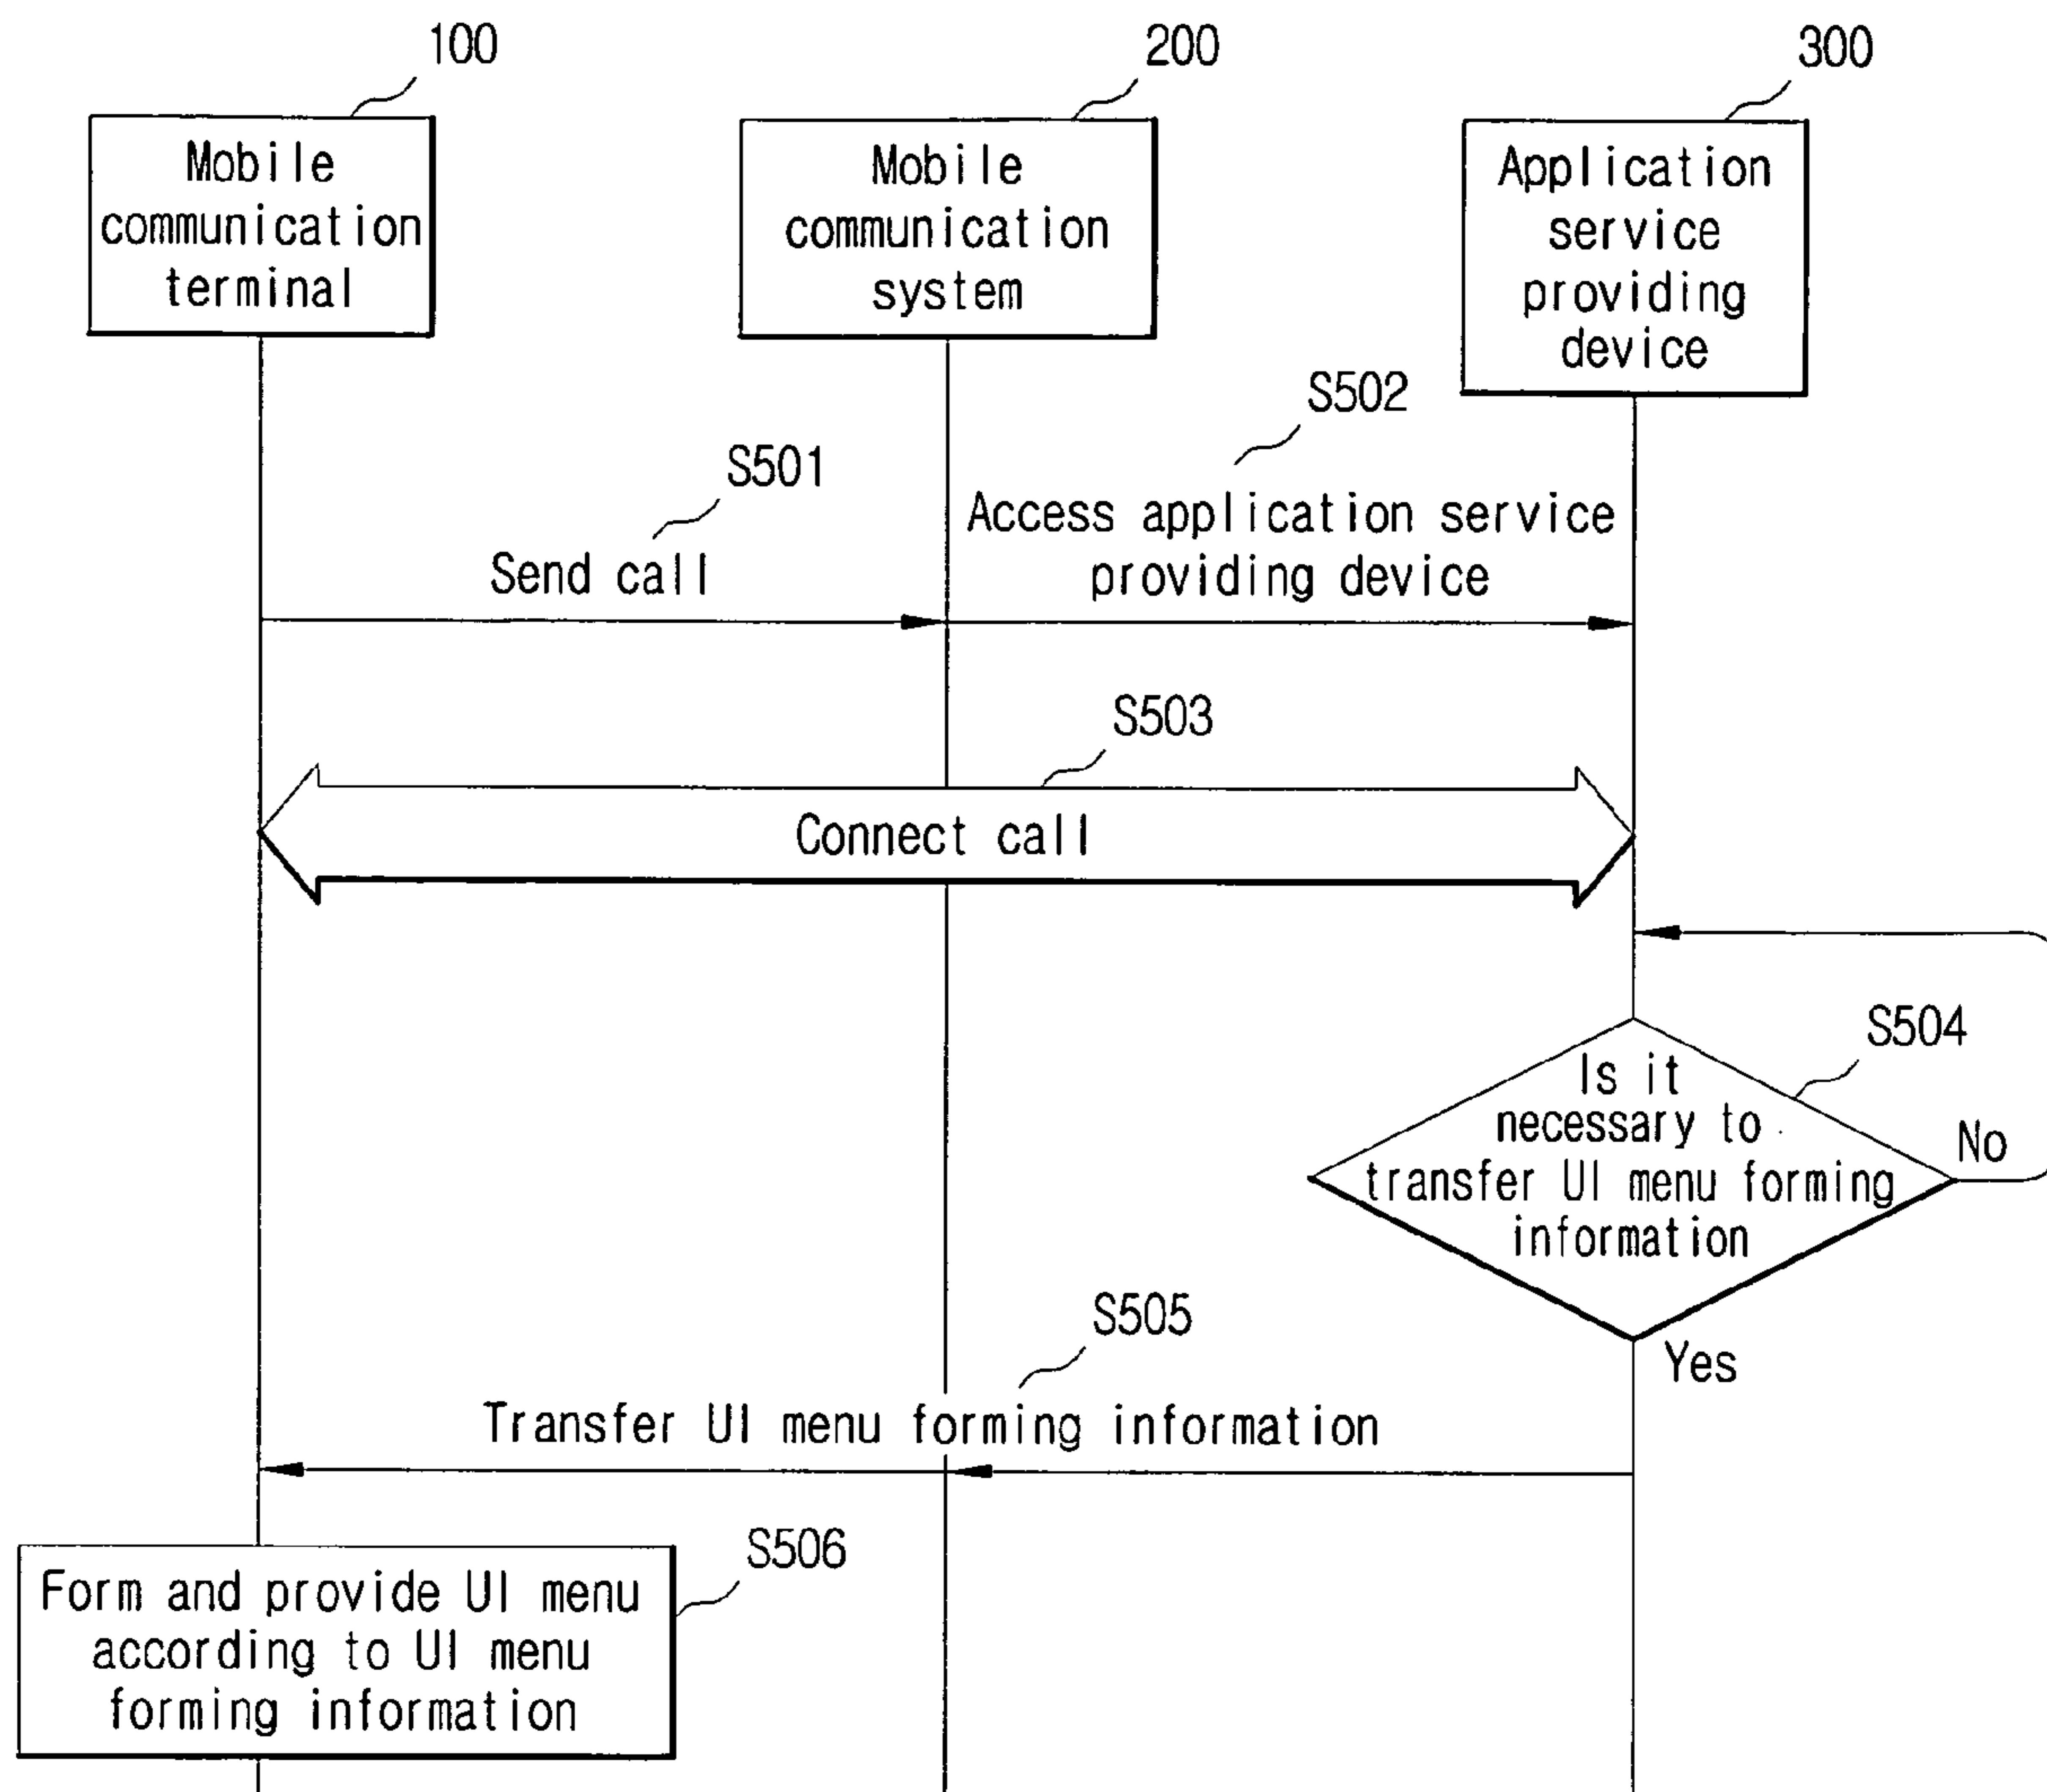 100
200
300
Mobile
communication
terminal
Mobile
communication
system
Application
service
providing
device
S501
S502
Send call
Access application service
providing device
S503
Connect call
S504
Is it
necessary to
transfer UI menu forming
information
No
Yes
S505
Transfer UI menu forming information
S506
Form and provide UI menu
according to UI menu
forming information